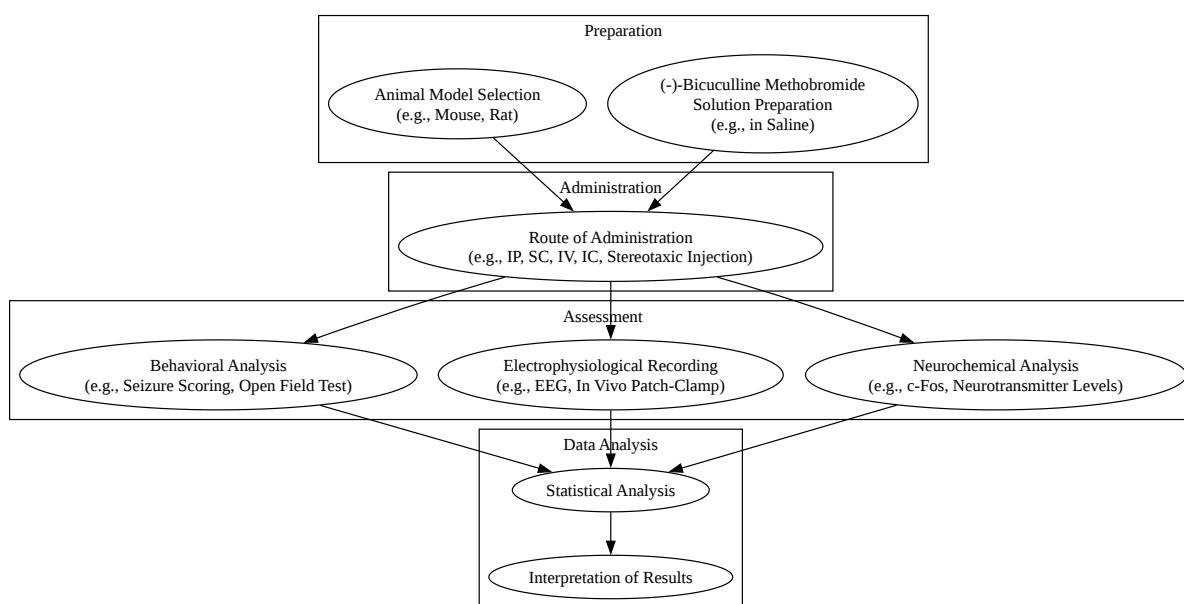 Preparation
Animal Model Selection
(e.g., Mouse, Rat)
(-)-Bicuculline Methobromide
Solution Preparation
(e.g., in Saline)
Administration
Route of Administration
(e.g., IP, SC, IV, IC, Stereotaxic Injection)
Assessment
Behavioral Analysis
(e.g., Seizure Scoring, Open Field Test)
Electrophysiological Recording
(e.g., EEG, In Vivo Patch-Clamp)
Neurochemical Analysis
(e.g., c-Fos, Neurotransmitter Levels)
Data Analysis
Statistical Analysis
Interpretation of Results